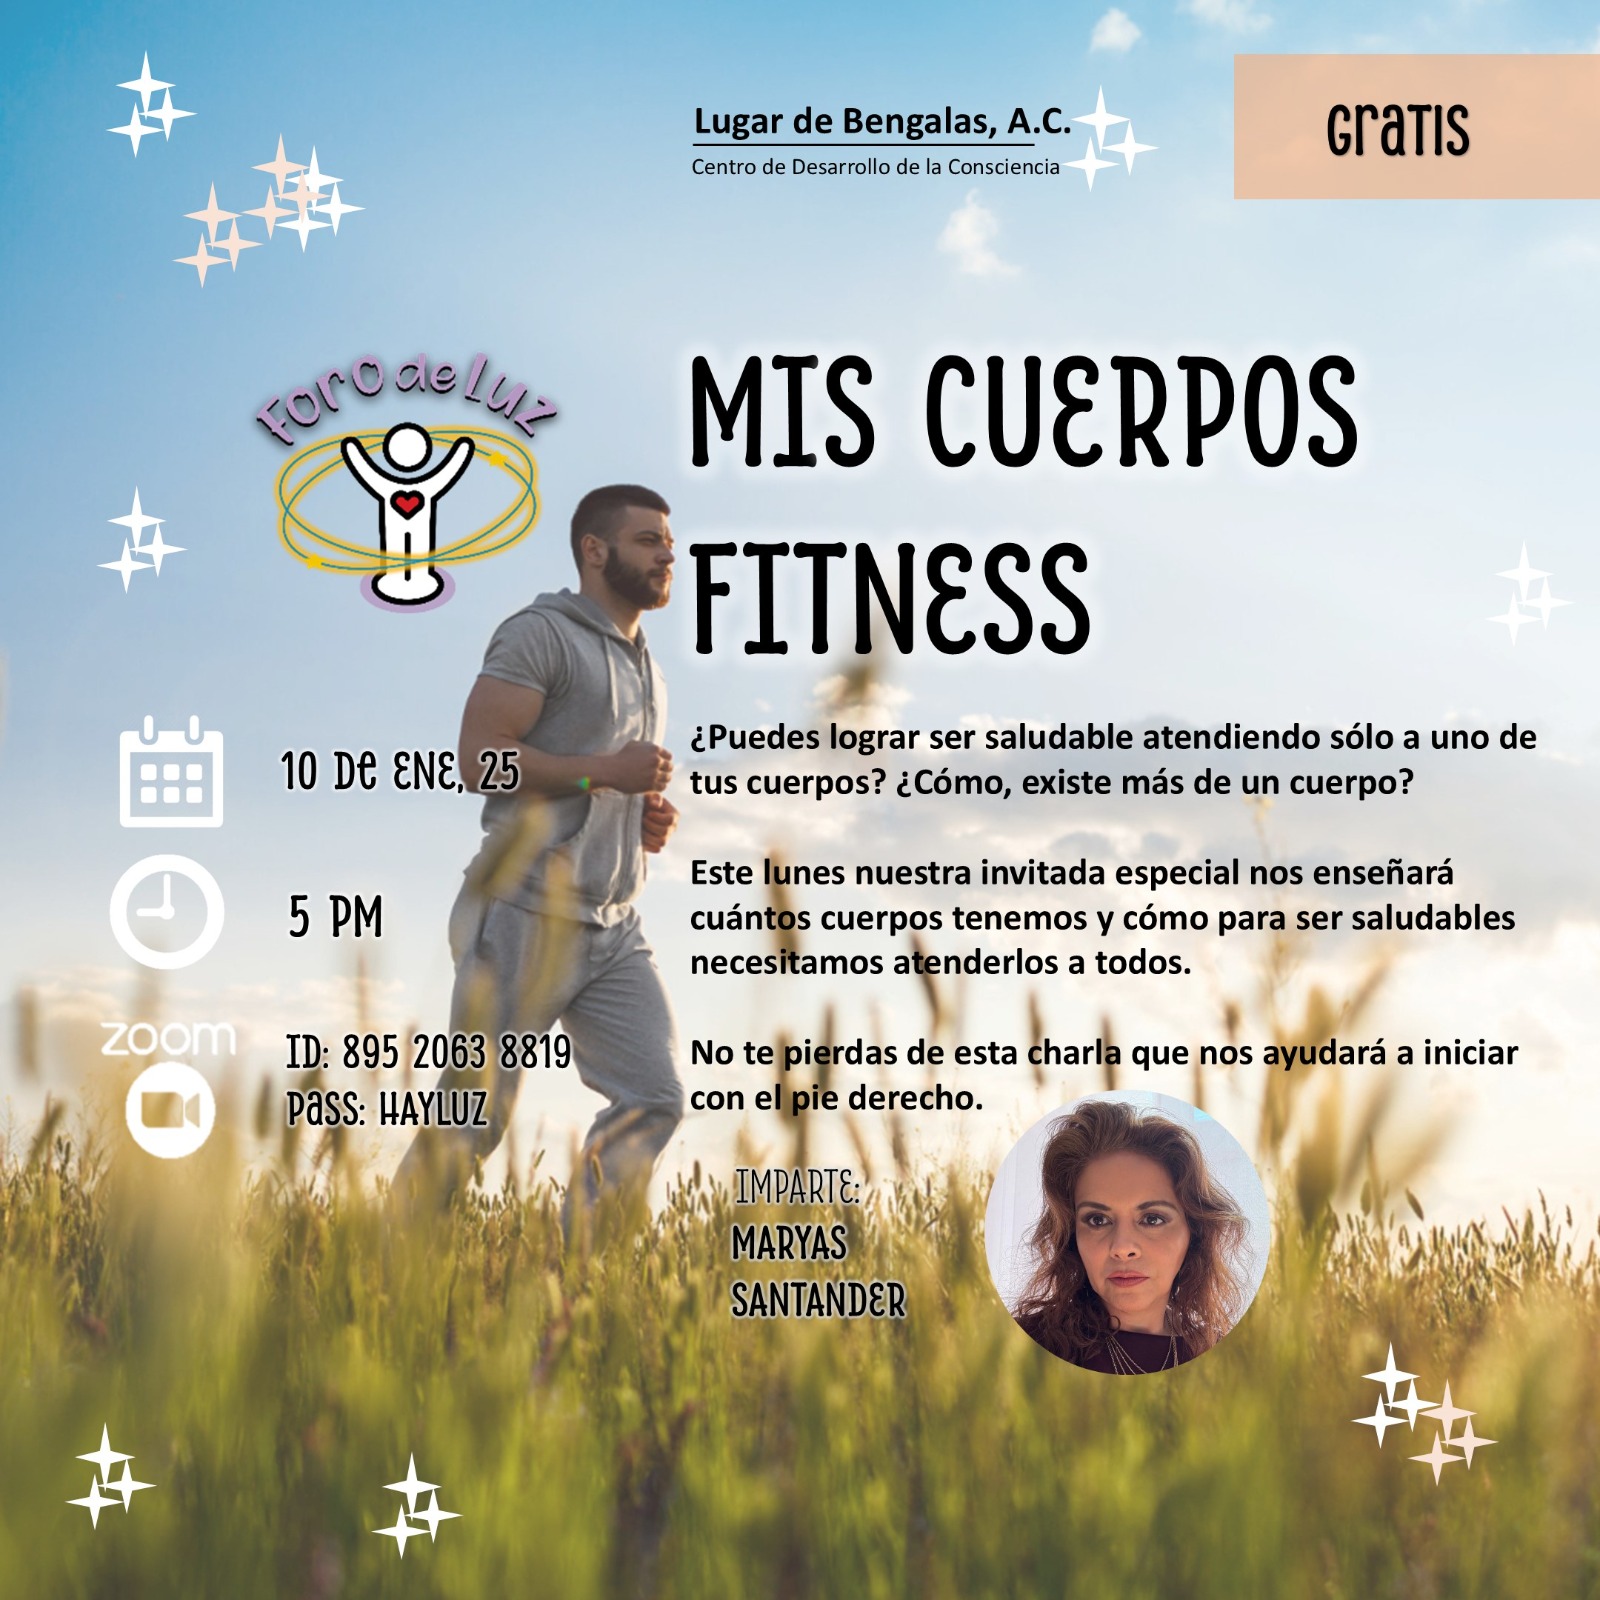 Lugar de Bengalas, A.C.
Centro de Desarrollo de la Consciencia
GRATIS
Foro de Luz
MIS CUERPOS
FITNESS
10 DE ENE, 25
5 PM
zoom
ID: 895 2063 8819
PASS: HAYLUZ
¿Puedes lograr ser saludable atendiendo sólo a uno de
tus cuerpos? ¿Cómo, existe más de un cuerpo?
Este lunes nuestra invitada especial nos enseñará
cuántos cuerpos tenemos y cómo para ser saludables
necesitamos atenderlos a todos.
No te pierdas de esta charla que nos ayudará a iniciar
con el pie derecho.
IMPARTE:
MARYAS
SANTANDER